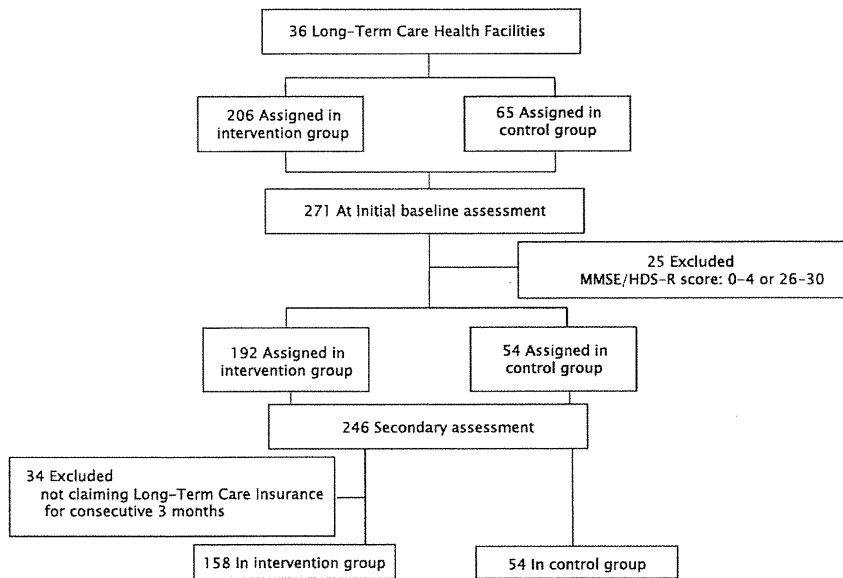 36 Long-Term Care Health Facilities
206 Assigned in
intervention group
65 Assigned in
control group
271 At Initial baseline assessment
25 Excluded
MMSE/HDS-R score: 0-4 or 26-30
192 Assigned in
intervention group
54 Assigned in
control group
246 Secondary assessment
34 Excluded
not claiming Long-Term Care Insurance
for consecutive 3 months
158 In intervention group
54 In control group